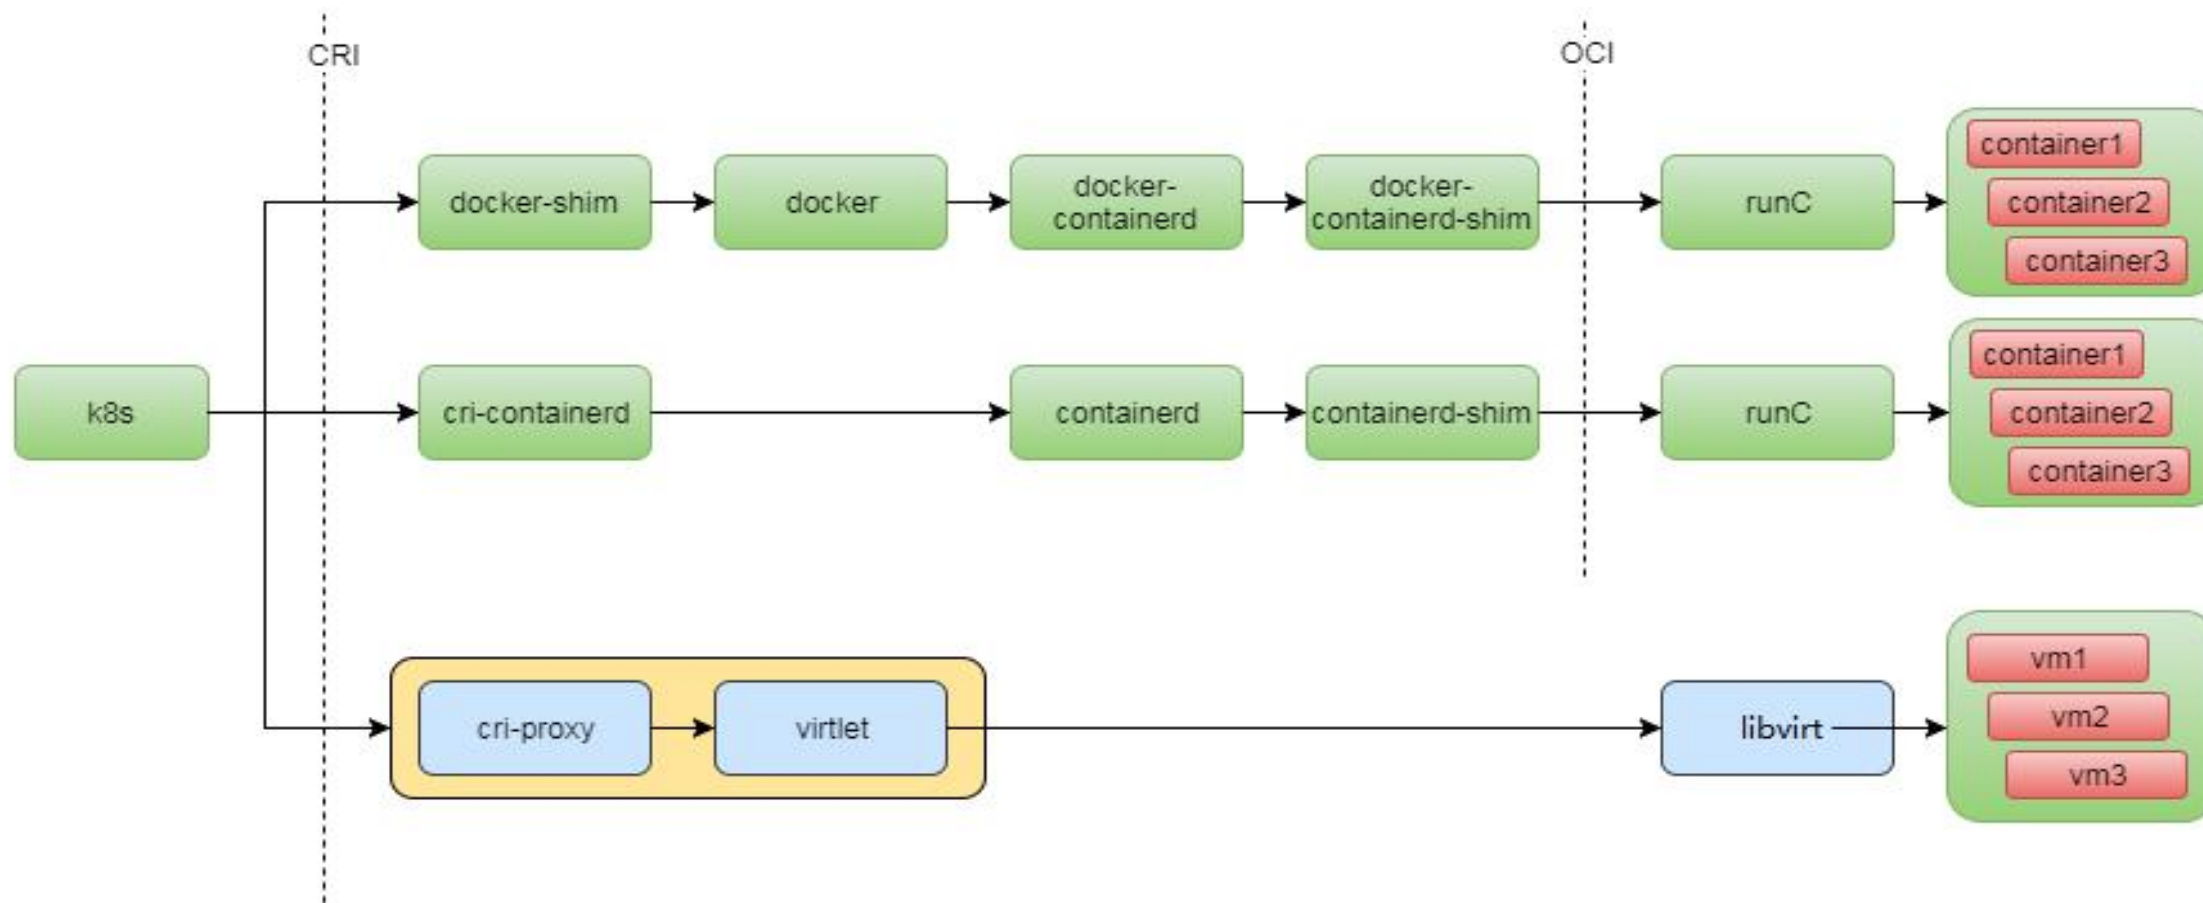 CRI
OCI
docker-shim
docker
docker-
containerd
docker-
containerd-shim
runC
container1
container2
container3
k8s
cri-containerd
containerd
containerd-shim
runC
container1
container2
container3
cri-proxy
virtlet
libvirt
vm1
vm2
vm3